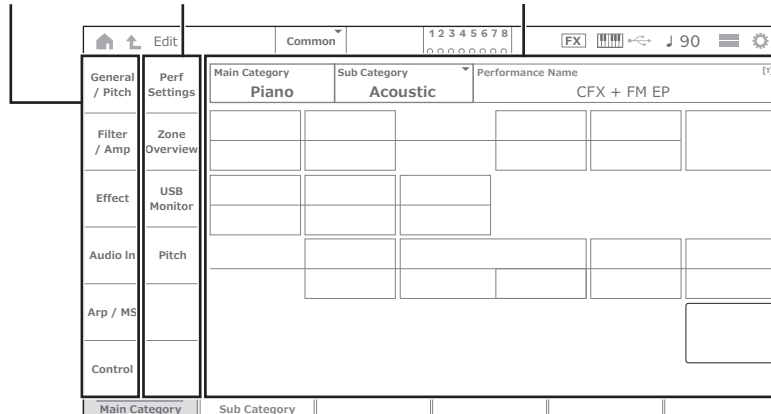 Edit
Common
1 2 3 4 5 6 7 8
FX
♩ 90
General / Pitch
Perf Settings
Main Category
Piano
Sub Category
Acoustic
Performance Name
CFX + FM EP
Filter / Amp
Zone Overview
Effect
USB Monitor
Audio In
Pitch
Arp / MS
Control
Main Category
Sub Category